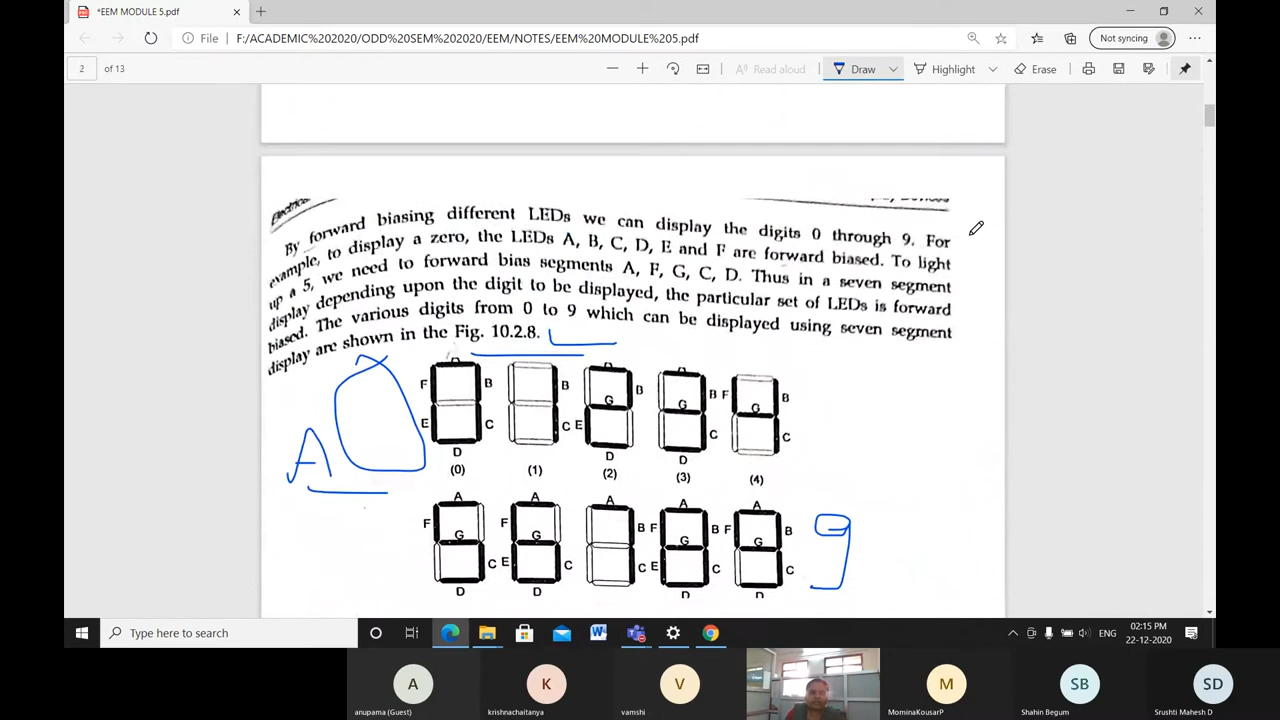 *EEM MODULE 5.pdf
File
F:/ACADEMIC%202020/ODD%20SEM%202020/EEM/NOTES/EEM%20MODULE%205.pdf
Not syncing
2 of 13
Read aloud
Draw
Highlight
Erase
By forward biasing different LEDs we can display the digits 0 through 9. For
example, to display a zero, the LEDs A, B, C, D, E and F are forward biased. To light
up a 5, we need to forward bias segments A, F, G, C, D. Thus in a seven segment
display depending upon the digit to be displayed, the particular set of LEDs is forward
biased. The various digits from 0 to 9 which can be displayed using seven segment
display are shown in the Fig. 10.2.8.
F B B G B G B F G B
E C C E C C
D D D
(0) (1) (2) (3) (4)
A
A A A A A
F G F G B F G B F G B
C E C C E C C
D D D D
9
Type here to search
ENG
02:15 PM
22-12-2020
A K V M SB SD
anupama (Guest) krishnachaitanya vamshi MominaKousarP Shahin Begum Srushti Mahesh D